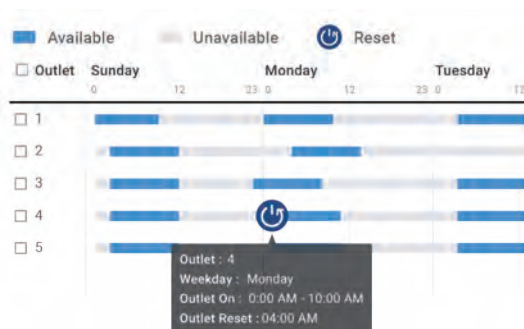 Available Unavailable Reset
Outlet Sunday Monday Tuesday
0 12 23 0 12 23 0 12
1
2
3
4
5
Outlet : 4
Weekday : Monday
Outlet On : 0:00 AM - 10:00 AM
Outlet Reset : 04:00 AM